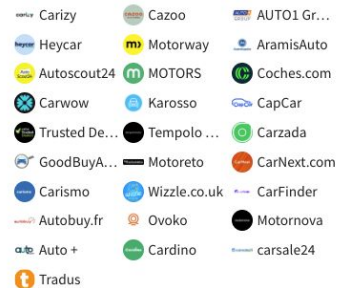 Carizy Cazoo AUTO1 Gr...
Heycar Motorway AramisAuto
Autoscout24 MOTORS Coches.com
Carwow Karosso CapCar
Trusted De... Tempolo ... Carzada
GoodBuyA... Motoreto CarNext.com
Carismo Wizzle.co.uk CarFinder
Autobuy.fr Ovoko Motornova
Auto + Cardino carsale24
Tradus